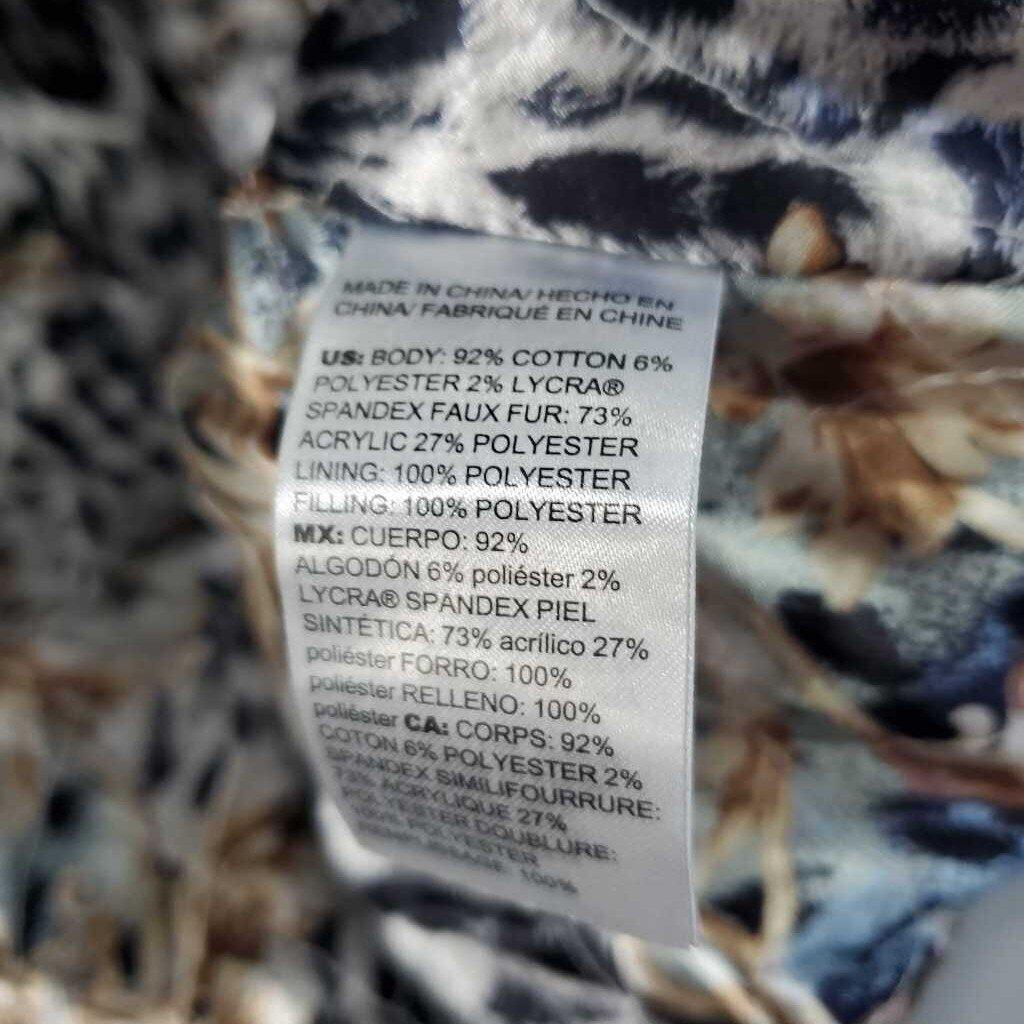 MADE IN CHINA/ HECHO EN
CHINA/ FABRIQUÉ EN CHINE
US: BODY: 92% COTTON 6%
POLYESTER 2% LYCRA®
SPANDEX FAUX FUR: 73%
ACRYLIC 27% POLYESTER
LINING: 100% POLYESTER
FILLING: 100% POLYESTER
MX: CUERPO: 92%
ALGODÓN 6% poliéster 2%
LYCRA® SPANDEX PIEL
SINTÉTICA: 73% acrílico 27%
poliéster FORRO: 100%
poliéster RELLENO: 100%
poliéster CA: CORPS: 92%
COTON 6% POLYESTER 2%
SPANDEX SIMILIFOURRURE:
73% ACRYLIQUE 27%
POLYESTER DOUBLURE:
100% POLYESTER
100%